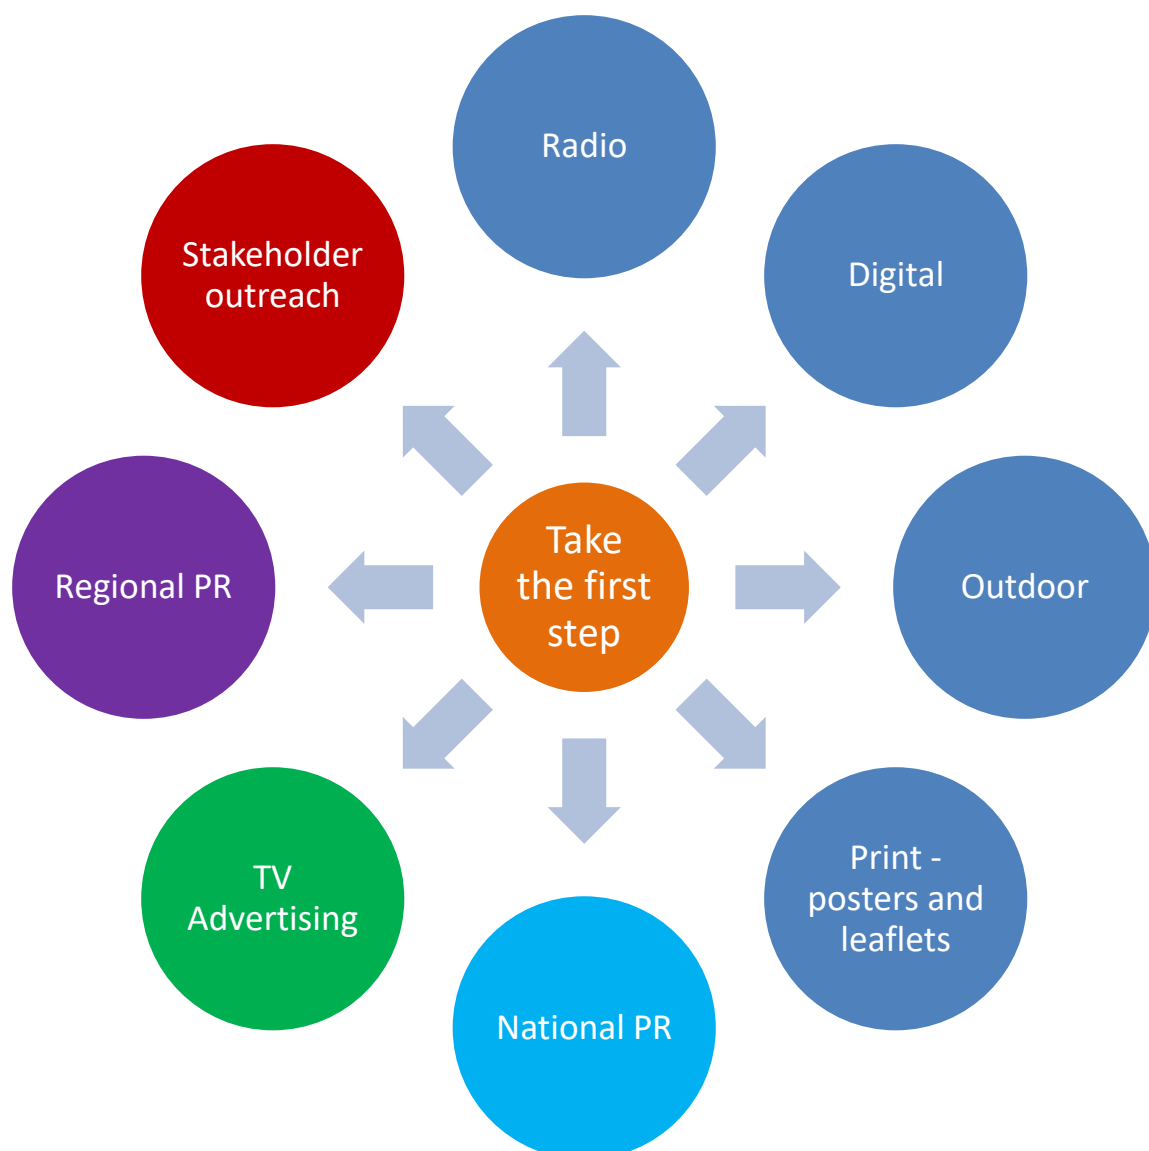 Radio
Stakeholder
outreach
Digital
Regional PR
Take
the first
step
Outdoor
TV
Advertising
Print -
posters and
leaflets
National PR